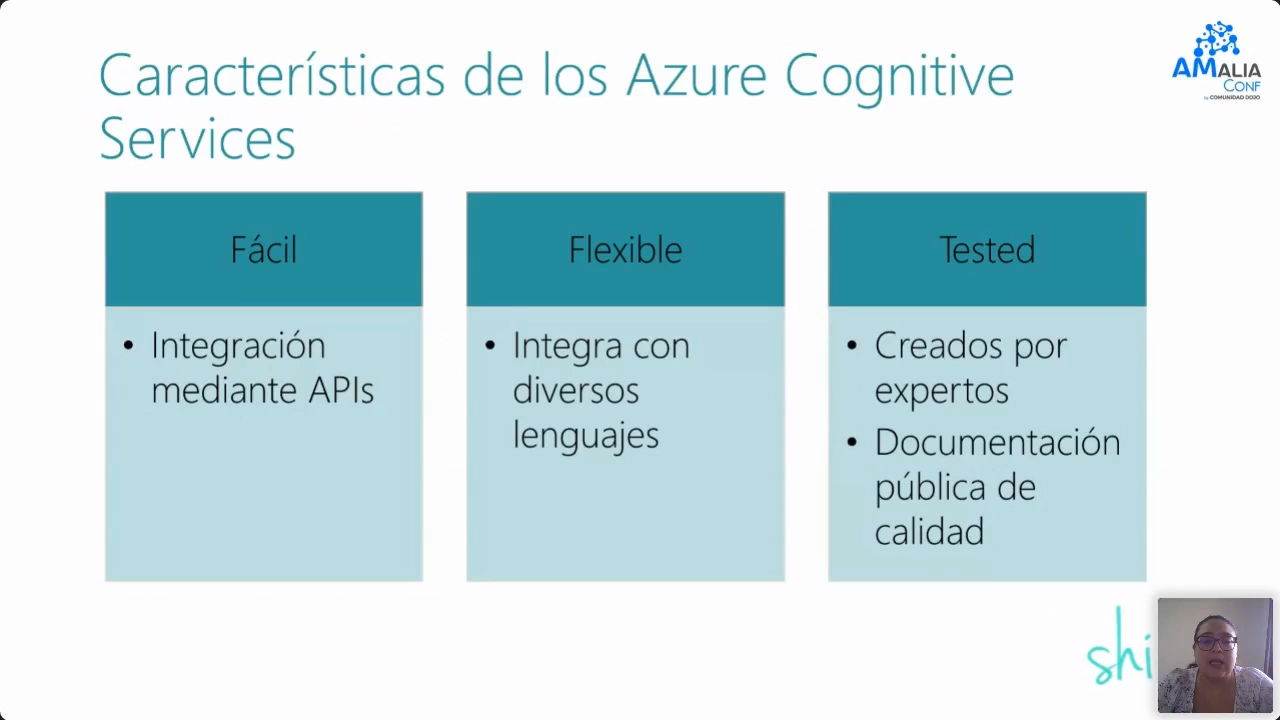 Características de los Azure Cognitive
Services
AMALIA
CONF
by COMUNIDAD DOJO
Fácil
• Integración
mediante APIs
Flexible
• Integra con
diversos
lenguajes
Tested
• Creados por
expertos
• Documentación
pública de
calidad
shi